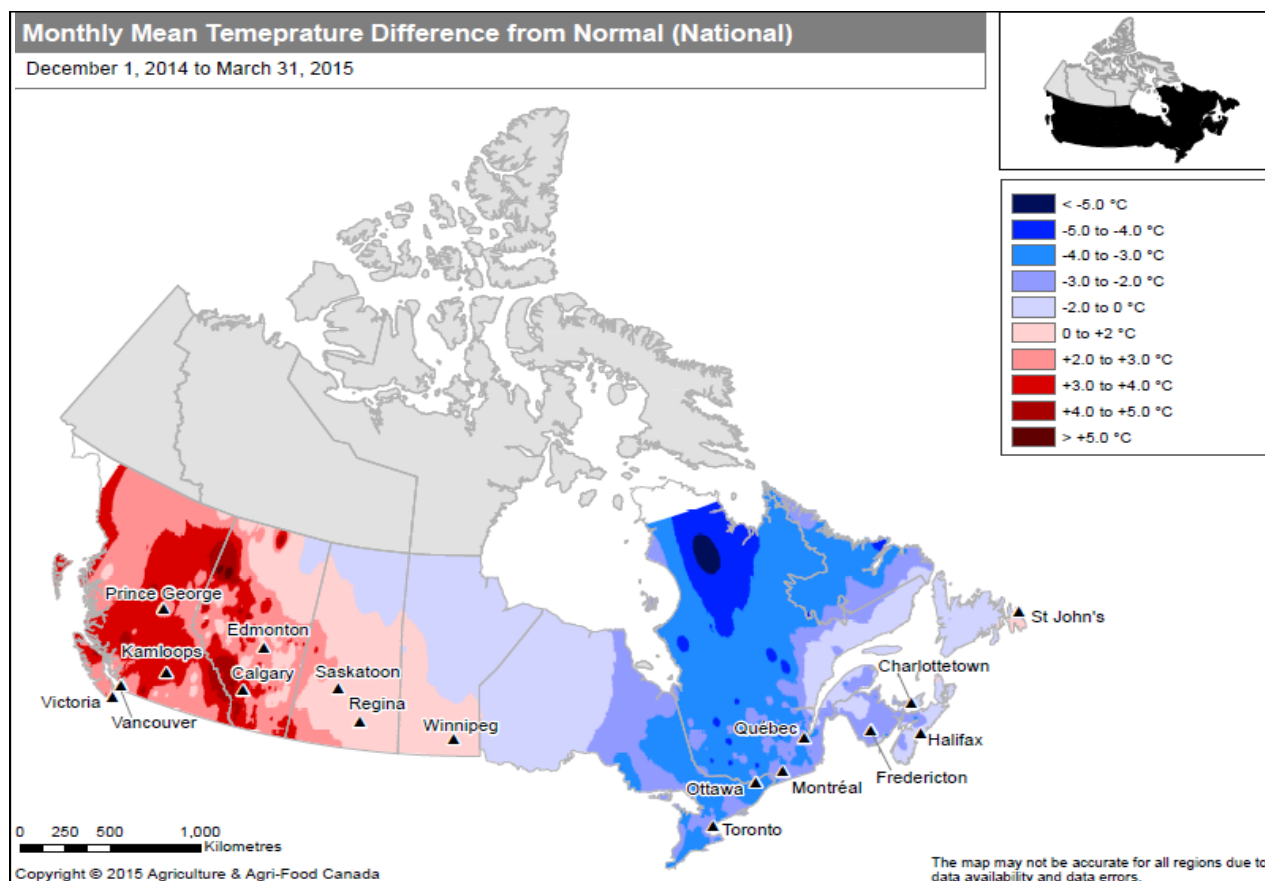 Monthly Mean Temeprature Difference from Normal (National)
December 1, 2014 to March 31, 2015
< -5.0 °C
-5.0 to -4.0 °C
-4.0 to -3.0 °C
-3.0 to -2.0 °C
-2.0 to 0 °C
0 to +2 °C
+2.0 to +3.0 °C
+3.0 to +4.0 °C
+4.0 to +5.0 °C
> +5.0 °C
Prince George
Edmonton
Kamloops
Calgary
Saskatoon
Victoria
Vancouver
Regina
Winnipeg
St John's
Charlottetown
Québec
Halifax
Fredericton
Ottawa
Montréal
Toronto
0 250 500 1,000
Kilometres
Copyright © 2015 Agriculture & Agri-Food Canada
The map may not be accurate for all regions due to
data availability and data errors.